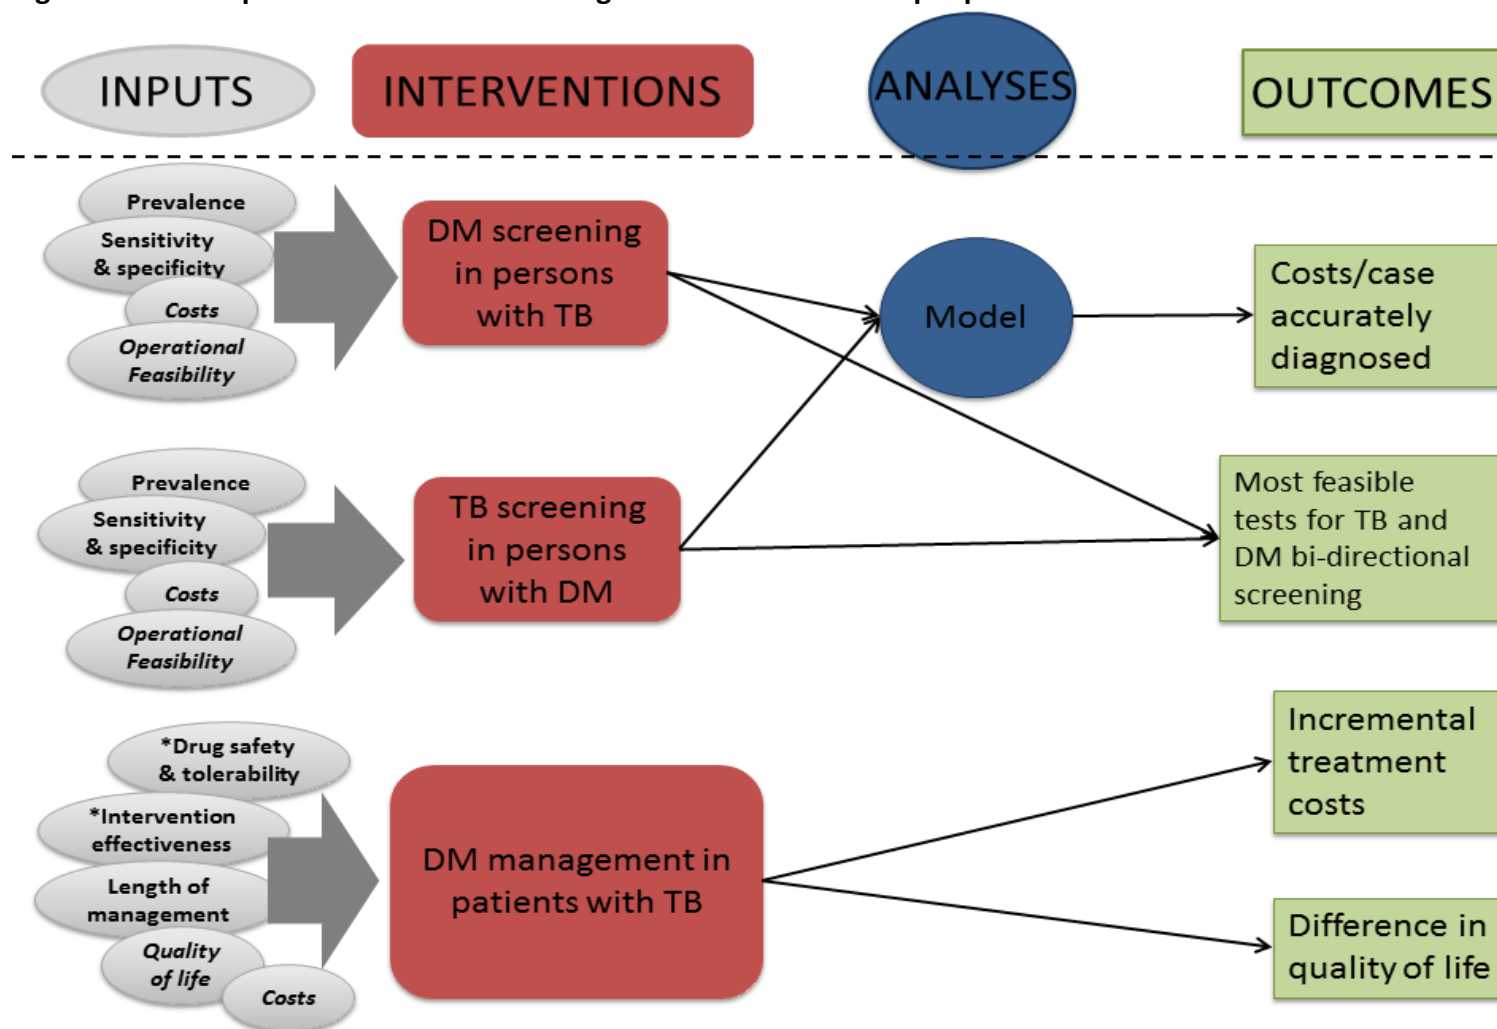 INPUTS
INTERVENTIONS
ANALYSES
OUTCOMES
Prevalence
Sensitivity
& specificity
Costs
Operational
Feasibility
DM screening
in persons
with TB
Model
Costs/case
accurately
diagnosed
Prevalence
Sensitivity
& specificity
Costs
Operational
Feasibility
TB screening
in persons
with DM
Most feasible
tests for TB and
DM bi-directional
screening
*Drug safety
& tolerability
*Intervention
effectiveness
Length of
management
Quality
of life
Costs
DM management in
patients with TB
Incremental
treatment
costs
Difference in
quality of life